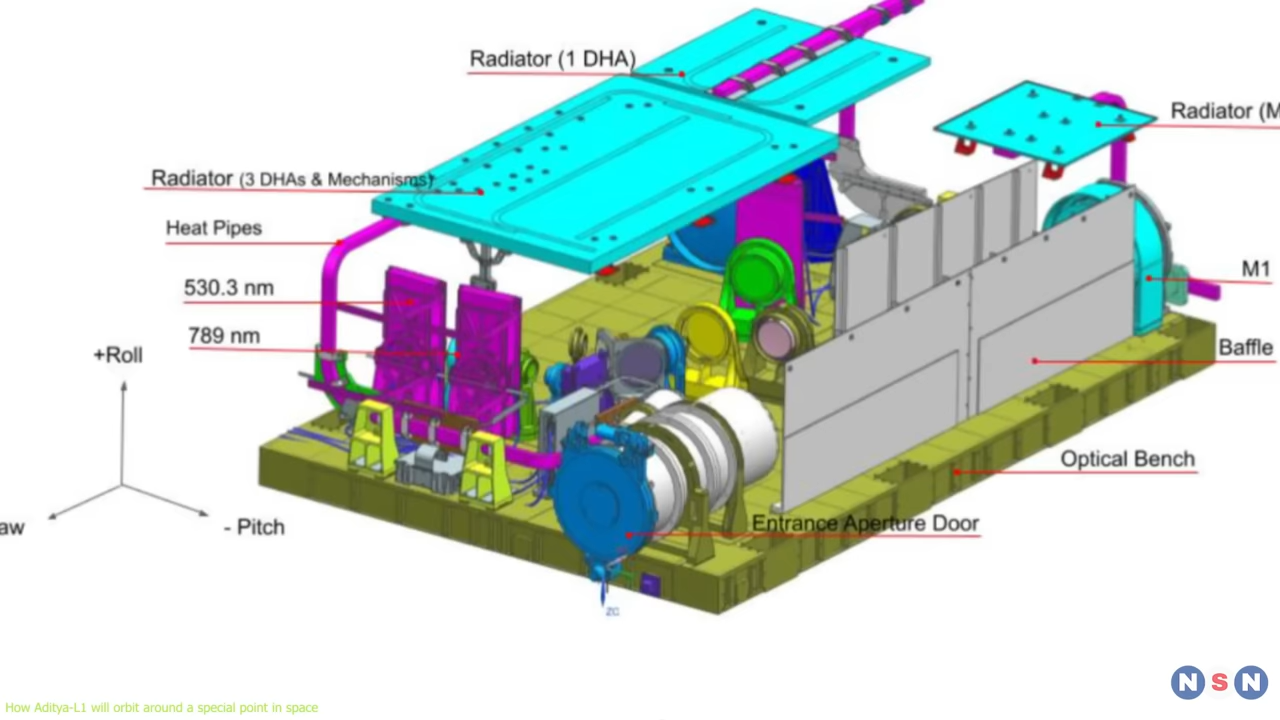 Radiator (1 DHA)
Radiator (M
Radiator (3 DHAs & Mechanisms)
Heat Pipes
530.3 nm
M1
789 nm
Baffle
+Roll
Optical Bench
aw
- Pitch
Entrance Aperture Door
ZG
NSN
How Aditya-L1 will orbit around a special point in space